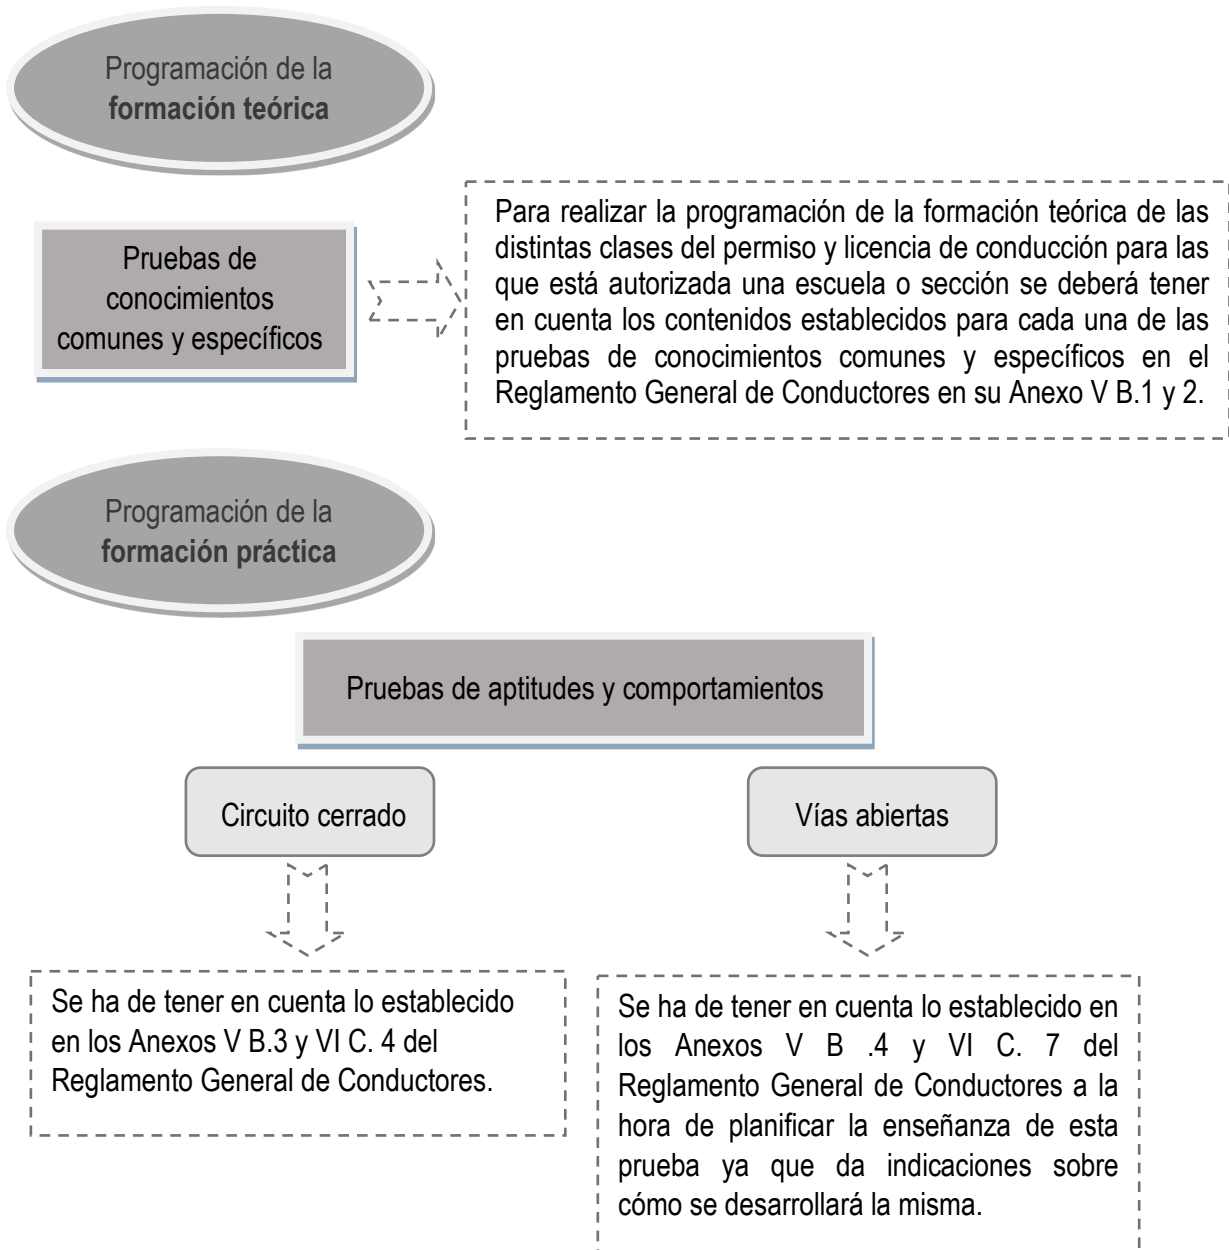 Programación de la
formación teórica
Pruebas de
conocimientos
comunes y específicos
Para realizar la programación de la formación teórica de las
distintas clases del permiso y licencia de conducción para las
que está autorizada una escuela o sección se deberá tener
en cuenta los contenidos establecidos para cada una de las
pruebas de conocimientos comunes y específicos en el
Reglamento General de Conductores en su Anexo V B.1 y 2.
Programación de la
formación práctica
Pruebas de aptitudes y comportamientos
Circuito cerrado
Vías abiertas
Se ha de tener en cuenta lo establecido
en los Anexos V B.3 y VI C. 4 del
Reglamento General de Conductores.
Se ha de tener en cuenta lo establecido en
los Anexos V B .4 y VI C. 7 del
Reglamento General de Conductores a la
hora de planificar la enseñanza de esta
prueba ya que da indicaciones sobre
cómo se desarrollará la misma.